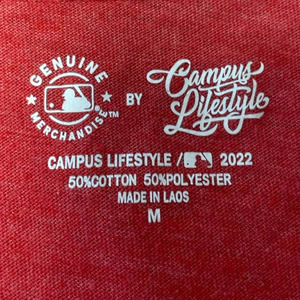 GENUINE
MERCHANDISE™
BY
Campus
Lifestyle
CAMPUS LIFESTYLE / 2022
50%COTTON 50%POLYESTER
MADE IN LAOS
M